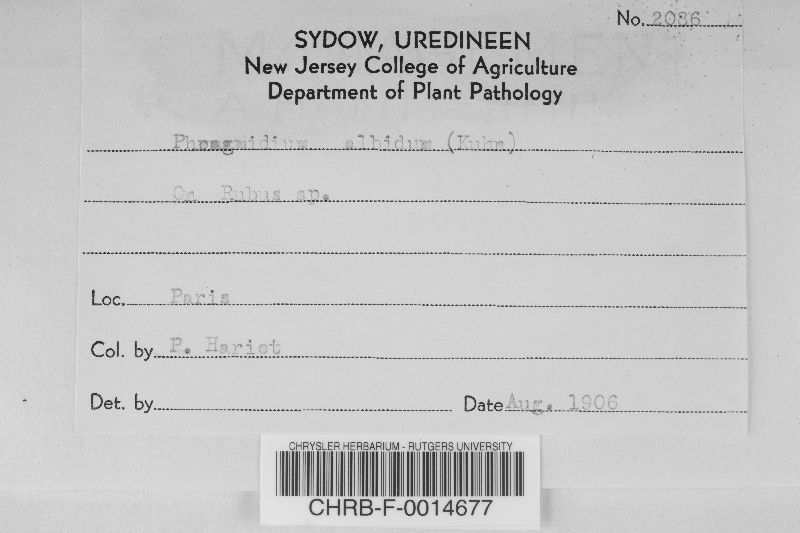 No. 2086
SYDOW, UREDINEEN
New Jersey College of Agriculture
Department of Plant Pathology
Phragmidium albidum (Kuhn)
On Rubus sp.
Loc. Paris
Col. by P. Hariot
Det. by
Date Aug. 1906
CHRYSLER HERBARIUM - RUTGERS UNIVERSITY
CHRB-F-0014677